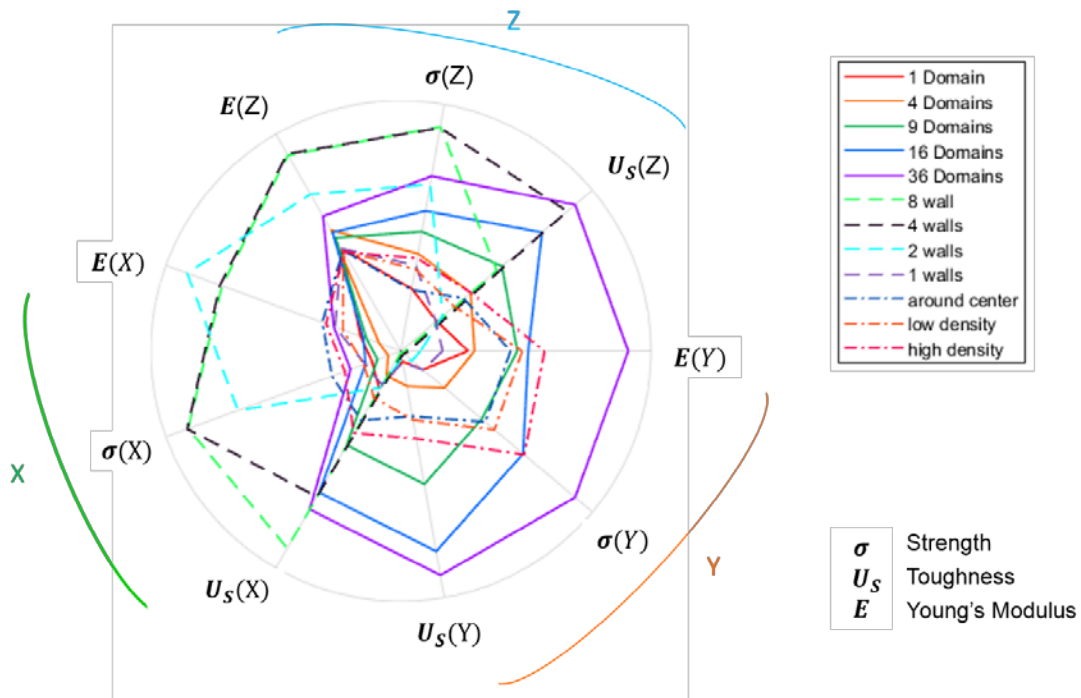 Z
σ(Z)
E(Z)
U_S(Z)
E(X)
E(Y)
σ(X)
X
σ(Y)
Y
U_S(X)
U_S(Y)
1 Domain
4 Domains
9 Domains
16 Domains
36 Domains
8 wall
4 walls
2 walls
1 walls
around center
low density
high density
σ Strength
U_S Toughness
E Young's Modulus